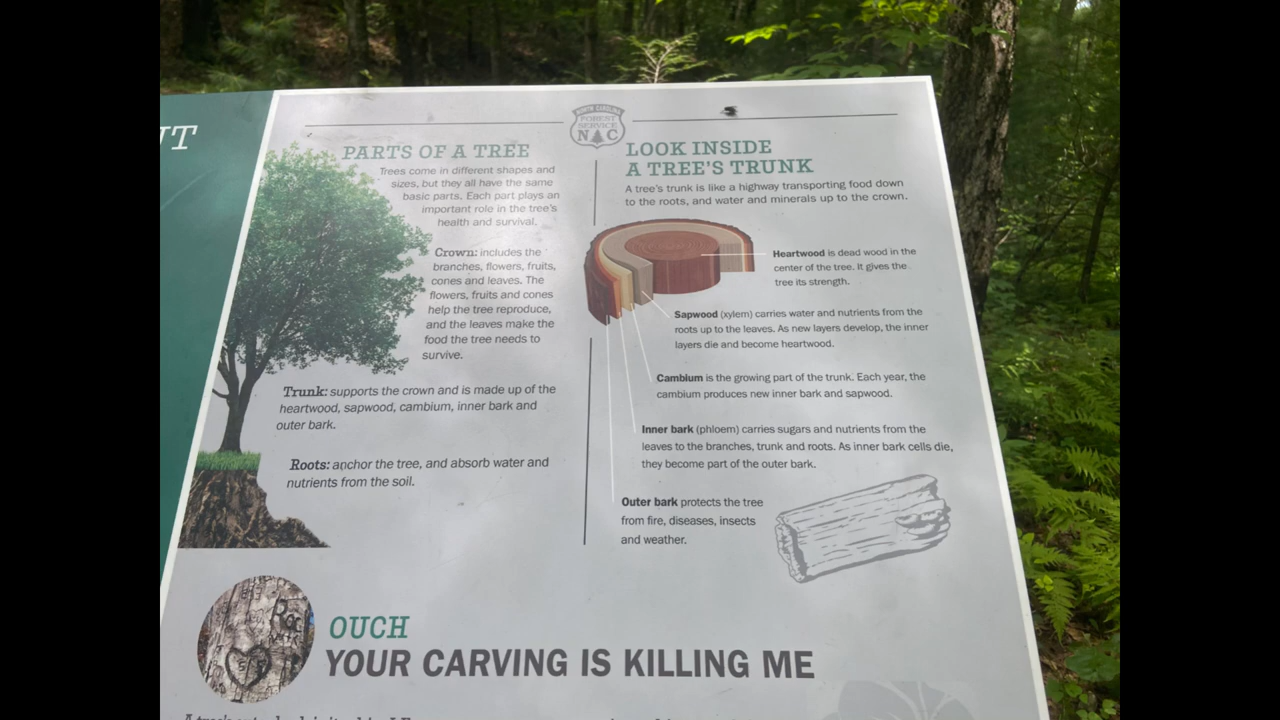 NT
NORTH CAROLINA
FOREST
SERVICE
N C
PARTS OF A TREE
Trees come in different shapes and
sizes, but they all have the same
basic parts. Each part plays an
important role in the tree's
health and survival.
Crown: includes the
branches, flowers, fruits,
cones and leaves. The
flowers, fruits and cones
help the tree reproduce,
and the leaves make the
food the tree needs to
survive.
Trunk: supports the crown and is made up of the
heartwood, sapwood, cambium, inner bark and
outer bark.
Roots: anchor the tree, and absorb water and
nutrients from the soil.
LOOK INSIDE
A TREE'S TRUNK
A tree's trunk is like a highway transporting food down
to the roots, and water and minerals up to the crown.
Heartwood is dead wood in the
center of the tree. It gives the
tree its strength.
Sapwood (xylem) carries water and nutrients from the
roots up to the leaves. As new layers develop, the inner
layers die and become heartwood.
Cambium is the growing part of the trunk. Each year, the
cambium produces new inner bark and sapwood.
Inner bark (phloem) carries sugars and nutrients from the
leaves to the branches, trunk and roots. As inner bark cells die,
they become part of the outer bark.
Outer bark protects the tree
from fire, diseases, insects
and weather.
OUCH
YOUR CARVING IS KILLING ME